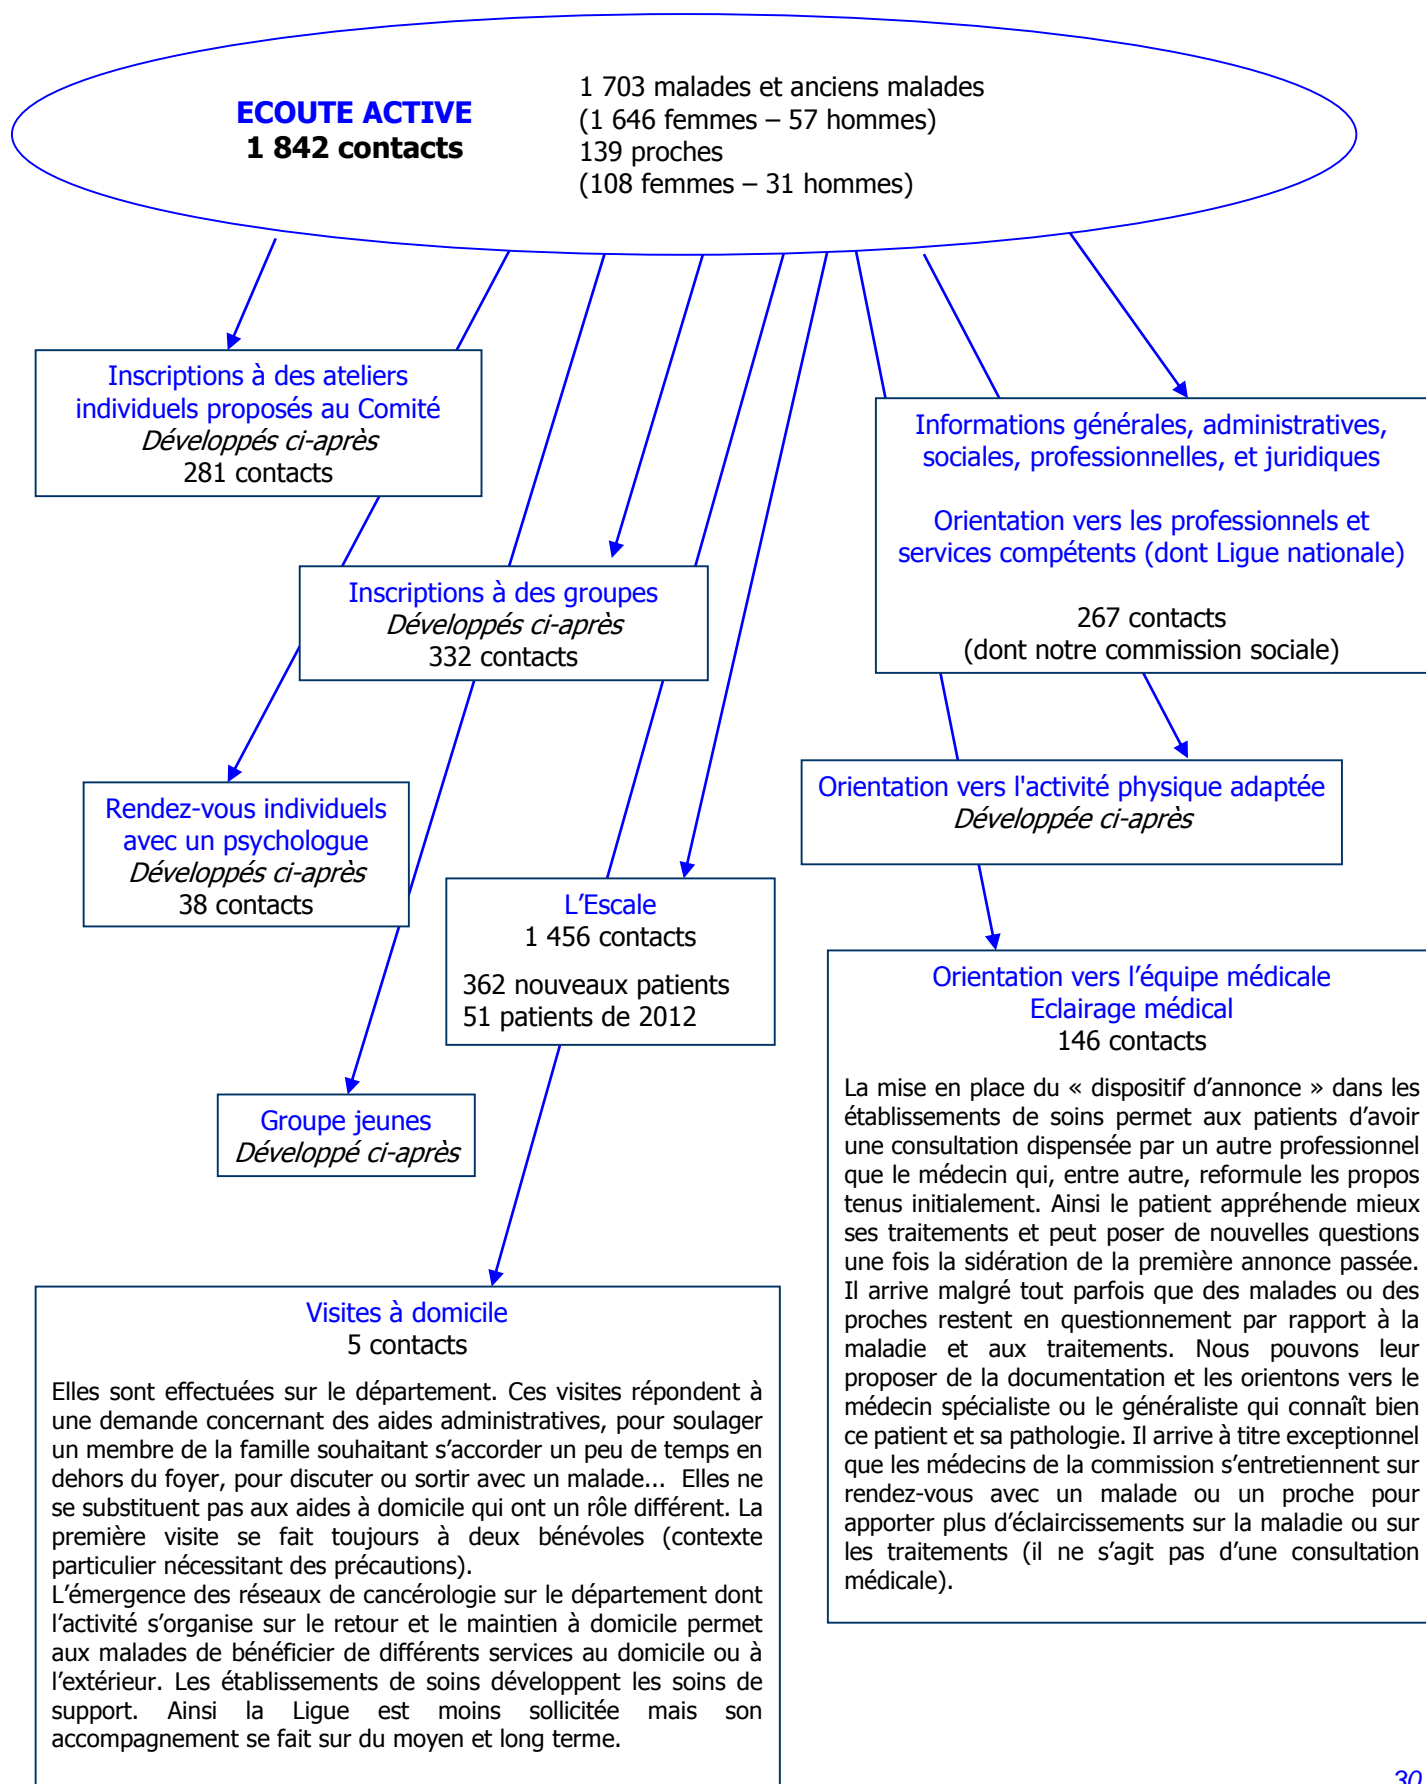 ECOUTE ACTIVE
1 842 contacts
1 703 malades et anciens malades
(1 646 femmes – 57 hommes)
139 proches
(108 femmes – 31 hommes)
Inscriptions à des ateliers
individuels proposés au Comité
Développés ci-après
281 contacts
Informations générales, administratives,
sociales, professionnelles, et juridiques
Orientation vers les professionnels et
services compétents (dont Ligue nationale)
267 contacts
(dont notre commission sociale)
Inscriptions à des groupes
Développés ci-après
332 contacts
Rendez-vous individuels
avec un psychologue
Développés ci-après
38 contacts
Orientation vers l'activité physique adaptée
Développée ci-après
L’Escale
1 456 contacts
362 nouveaux patients
51 patients de 2012
Groupe jeunes
Développé ci-après
Orientation vers l’équipe médicale
Eclairage médical
146 contacts
La mise en place du « dispositif d’annonce » dans les
établissements de soins permet aux patients d’avoir
une consultation dispensée par un autre professionnel
que le médecin qui, entre autre, reformule les propos
tenus initialement. Ainsi le patient appréhende mieux
ses traitements et peut poser de nouvelles questions
une fois la sidération de la première annonce passée.
Il arrive malgré tout parfois que des malades ou des
proches restent en questionnement par rapport à la
maladie et aux traitements. Nous pouvons leur
proposer de la documentation et les orientons vers le
médecin spécialiste ou le généraliste qui connaît bien
ce patient et sa pathologie. Il arrive à titre exceptionnel
que les médecins de la commission s’entretiennent sur
rendez-vous avec un malade ou un proche pour
apporter plus d’éclaircissements sur la maladie ou sur
les traitements (il ne s’agit pas d’une consultation
médicale).
Visites à domicile
5 contacts
Elles sont effectuées sur le département. Ces visites répondent à
une demande concernant des aides administratives, pour soulager
un membre de la famille souhaitant s’accorder un peu de temps en
dehors du foyer, pour discuter ou sortir avec un malade... Elles ne
se substituent pas aux aides à domicile qui ont un rôle différent. La
première visite se fait toujours à deux bénévoles (contexte
particulier nécessitant des précautions).
L’émergence des réseaux de cancérologie sur le département dont
l’activité s’organise sur le retour et le maintien à domicile permet
aux malades de bénéficier de différents services au domicile ou à
l’extérieur. Les établissements de soins développent les soins de
support. Ainsi la Ligue est moins sollicitée mais son
accompagnement se fait sur du moyen et long terme.
30